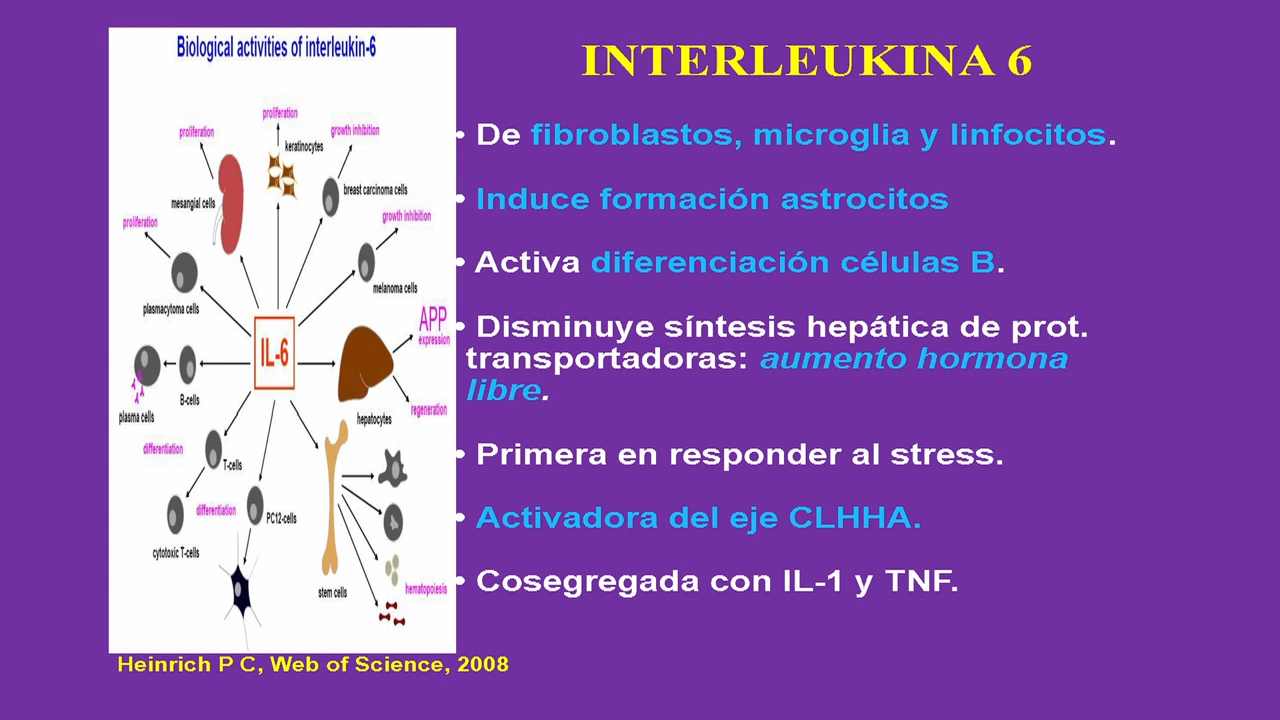 Biological activities of interleukin-6
proliferation
proliferation
growth inhibition
keratinocytes
breast carcinoma cells
mesangial cells
proliferation
growth inhibition
plasmacytoma cells
melanoma cells
IL-6
APP
expression
plasma cells
B-cells
hepatocytes
regeneration
differentiation
T-cells
differentiation
PC12-cells
cytotoxic T-cells
stem cells
hematopoiesis
Heinrich P C, Web of Science, 2008
INTERLEUKINA 6
• De fibroblastos, microglia y linfocitos.
• Induce formación astrocitos
• Activa diferenciación células B.
• Disminuye síntesis hepática de prot.
transportadoras: aumento hormona
libre.
• Primera en responder al stress.
• Activadora del eje CLHHA.
• Cosegregada con IL-1 y TNF.